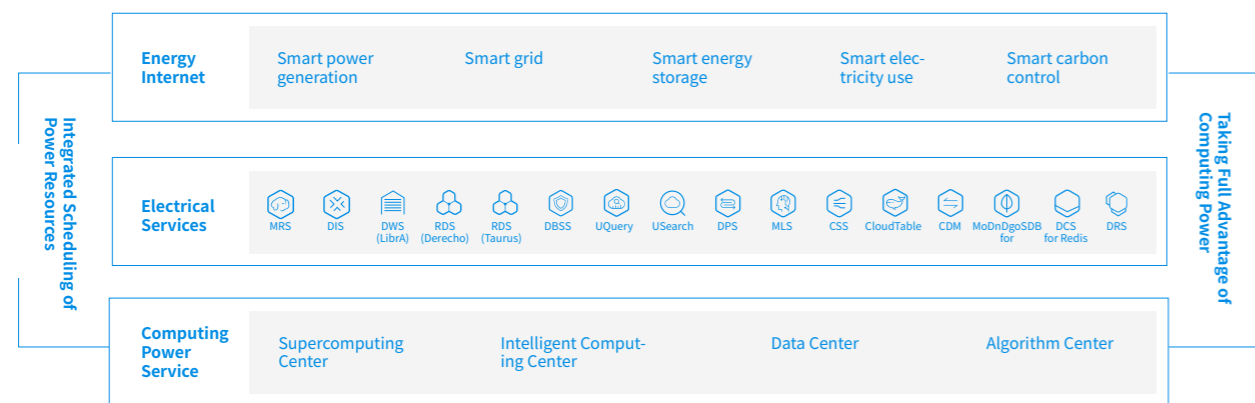 Energy
Internet
Smart power
generation
Smart grid
Smart energy
storage
Smart elec-
tricity use
Smart carbon
control
Integrated Scheduling of
Power Resources
Taking Full Advantage of
Computing Power
Electrical
Services
MRS
DIS
DWS
(LibrA)
RDS
(Derecho)
RDS
(Taurus)
DBSS
UQuery
USearch
DPS
MLS
CSS
CloudTable
CDM
MoDnDgoSDB
for
DCS
for Redis
DRS
Computing
Power
Service
Supercomputing
Center
Intelligent Comput-
ing Center
Data Center
Algorithm Center